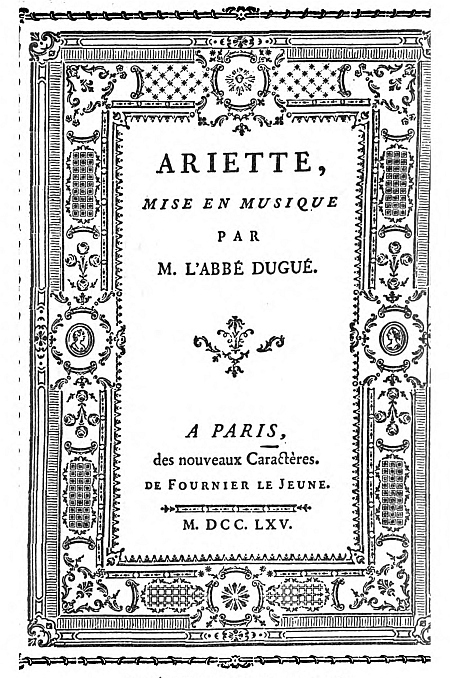 ARIETTE,
MISE EN MUSIQUE
PAR
M. L'ABBÉ DUGUÉ.
A PARIS,
des nouveaux Caractères.
DE FOURNIER LE JEUNE.
M. DCC. LXV.